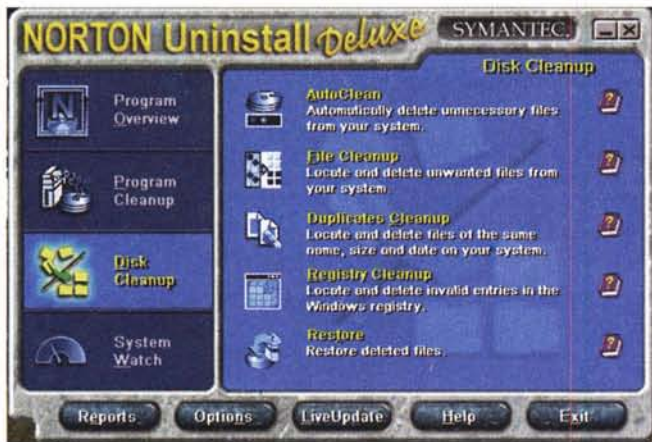 NORTON Uninstall Deluxe
SYMANTEC.
Disk Cleanup
Program
Overview
Program
Cleanup
Disk
Cleanup
System
Watch
AutoClean
Automatically delete unnecessary files
from your system.
File Cleanup
Locate and delete unwanted files from
your system.
Duplicates Cleanup
Locate and delete files of the same
name, size and date on your system.
Registry Cleanup
Locate and delete invalid entries in the
Windows registry.
Restore
Restore deleted files.
Reports
Options
LiveUpdate
Help
Exit